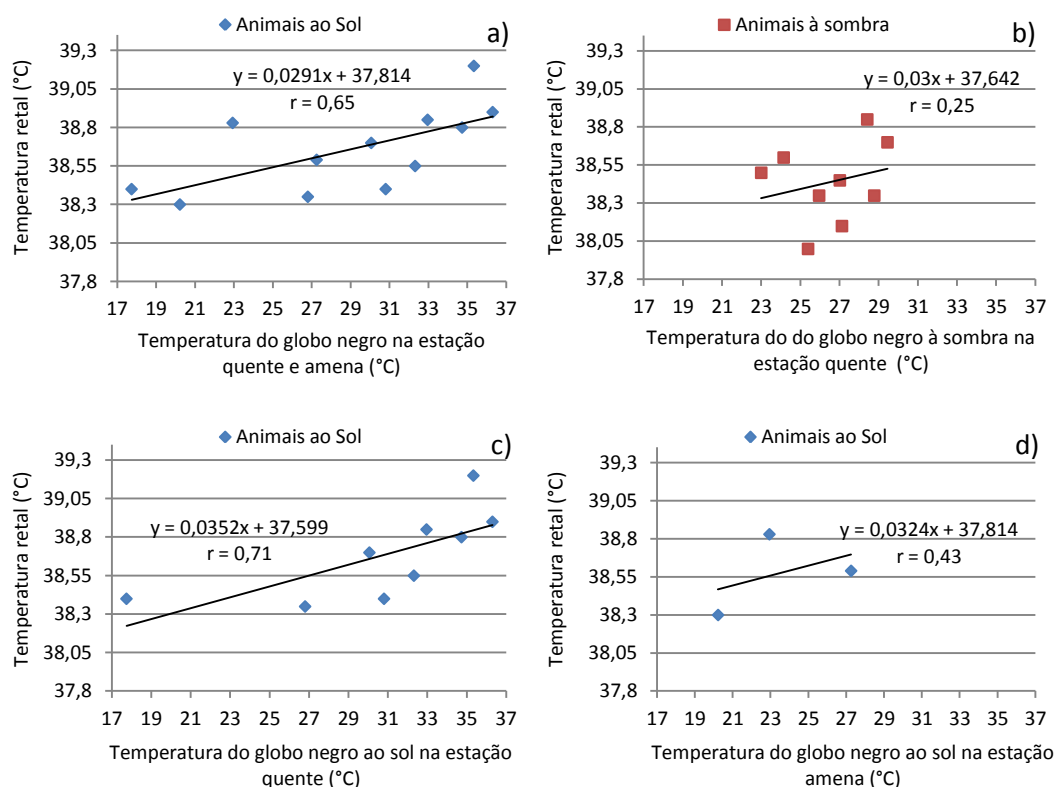 Animais ao Sol
a)
Temperatura retal (°C)
39,3
39,05
38,8
38,55
38,3
38,05
37,8
y = 0,0291x + 37,814
r = 0,65
17 19 21 23 25 27 29 31 33 35 37
Temperatura do globo negro na estação
quente e amena (°C)
Animais à sombra
b)
Temperatura retal (°C)
39,3
39,05
38,8
38,55
38,3
38,05
37,8
y = 0,03x + 37,642
r = 0,25
17 19 21 23 25 27 29 31 33 35 37
Temperatura do do globo negro à sombra na
estação quente (°C)
Animais ao Sol
c)
Temperatura retal (°C)
39,3
39,05
38,8
38,55
38,3
38,05
37,8
y = 0,0352x + 37,599
r = 0,71
17 19 21 23 25 27 29 31 33 35 37
Temperatura do globo negro ao sol na estação
quente (°C)
Animais ao Sol
d)
Temperatura retal (°C)
39,3
39,05
38,8
38,55
38,3
38,05
37,8
y = 0,0324x + 37,814
r = 0,43
17 19 21 23 25 27 29 31 33 35 37
Temperatura do globo negro ao sol na estação
amena (°C)